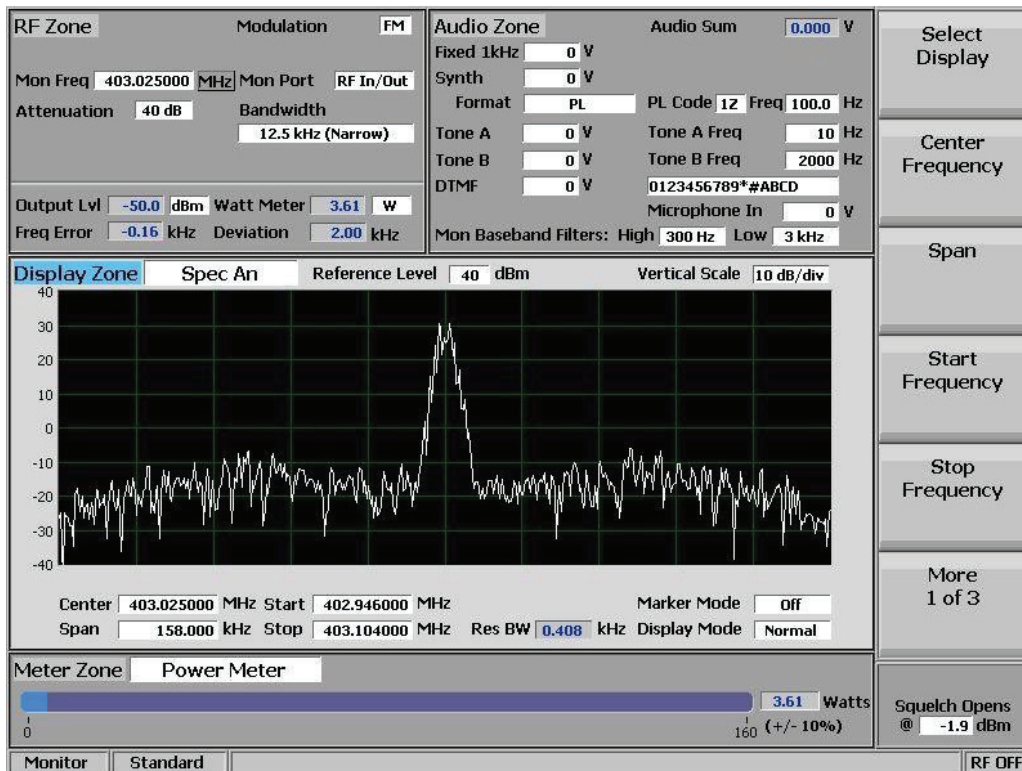 RF Zone Modulation FM
Mon Freq 403.025000 MHz Mon Port RF In/Out
Attenuation 40 dB Bandwidth
12.5 kHz (Narrow)
Output Lvl -50.0 dBm Watt Meter 3.61 W
Freq Error -0.16 kHz Deviation 2.00 kHz
Audio Zone Audio Sum 0.000 V
Fixed 1kHz 0 V
Synth 0 V
Format PL PL Code 1Z Freq 100.0 Hz
Tone A 0 V Tone A Freq 10 Hz
Tone B 0 V Tone B Freq 2000 Hz
DTMF 0 V 0123456789*#ABCD
Microphone In 0 V
Mon Baseband Filters: High 300 Hz Low 3 kHz
Display Zone Spec An Reference Level 40 dBm Vertical Scale 10 dB/div
40
30
20
10
0
-10
-20
-30
-40
Center 403.025000 MHz Start 402.946000 MHz Marker Mode Off
Span 158.000 kHz Stop 403.104000 MHz Res BW 0.408 kHz Display Mode Normal
Meter Zone Power Meter
3.61 Watts
0 160 (+/- 10%)
Monitor Standard RF OFF
Select
Display
Center
Frequency
Span
Start
Frequency
Stop
Frequency
More
1 of 3
Squelch Opens
@ -1.9 dBm